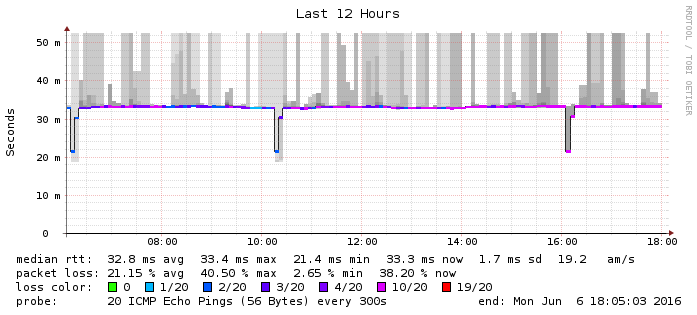 Last 12 Hours
RRDTOOL / TOBI OETIKER
Seconds
50 m
40 m
30 m
20 m
10 m
0
08:00 10:00 12:00 14:00 16:00 18:00
median rtt: 32.8 ms avg 33.4 ms max 21.4 ms min 33.3 ms now 1.7 ms sd 19.2 am/s
packet loss: 21.15 % avg 40.50 % max 2.65 % min 38.20 % now
loss color: 0 1/20 2/20 3/20 4/20 10/20 19/20
probe: 20 ICMP Echo Pings (56 Bytes) every 300s end: Mon Jun 6 18:05:03 2016